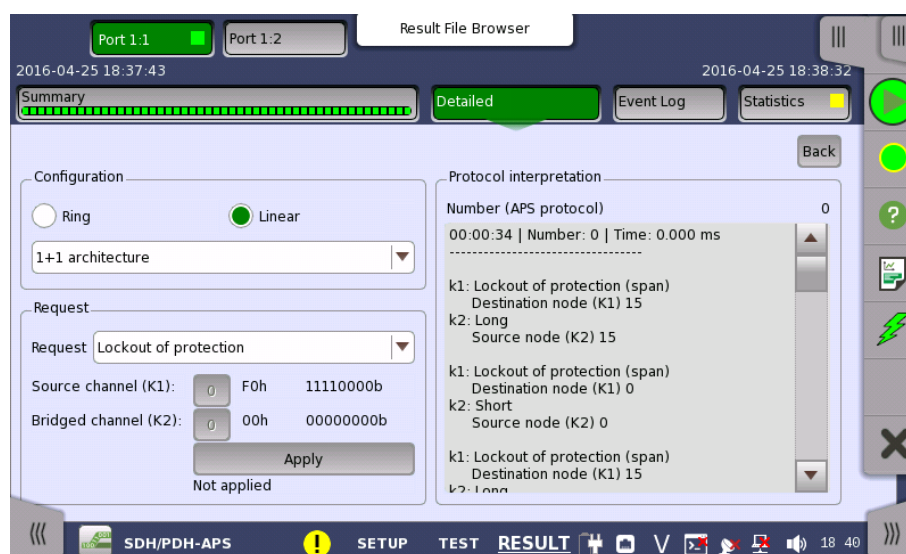 Port 1:1
Port 1:2
Result File Browser
2016-04-25 18:37:43
2016-04-25 18:38:32
Summary
Detailed
Event Log
Statistics
Back
Configuration
Ring
Linear
1+1 architecture
Request
Request Lockout of protection
Source channel (K1): 0 F0h 11110000b
Bridged channel (K2): 0 00h 00000000b
Apply
Not applied
Protocol interpretation
Number (APS protocol) 0
00:00:34 | Number: 0 | Time: 0.000 ms
----------------------------------
k1: Lockout of protection (span)
Destination node (K1) 15
k2: Long
Source node (K2) 15
k1: Lockout of protection (span)
Destination node (K1) 0
k2: Short
Source node (K2) 0
k1: Lockout of protection (span)
Destination node (K1) 15
k2: Long
SDH/PDH-APS
SETUP
TEST
RESULT
18 40